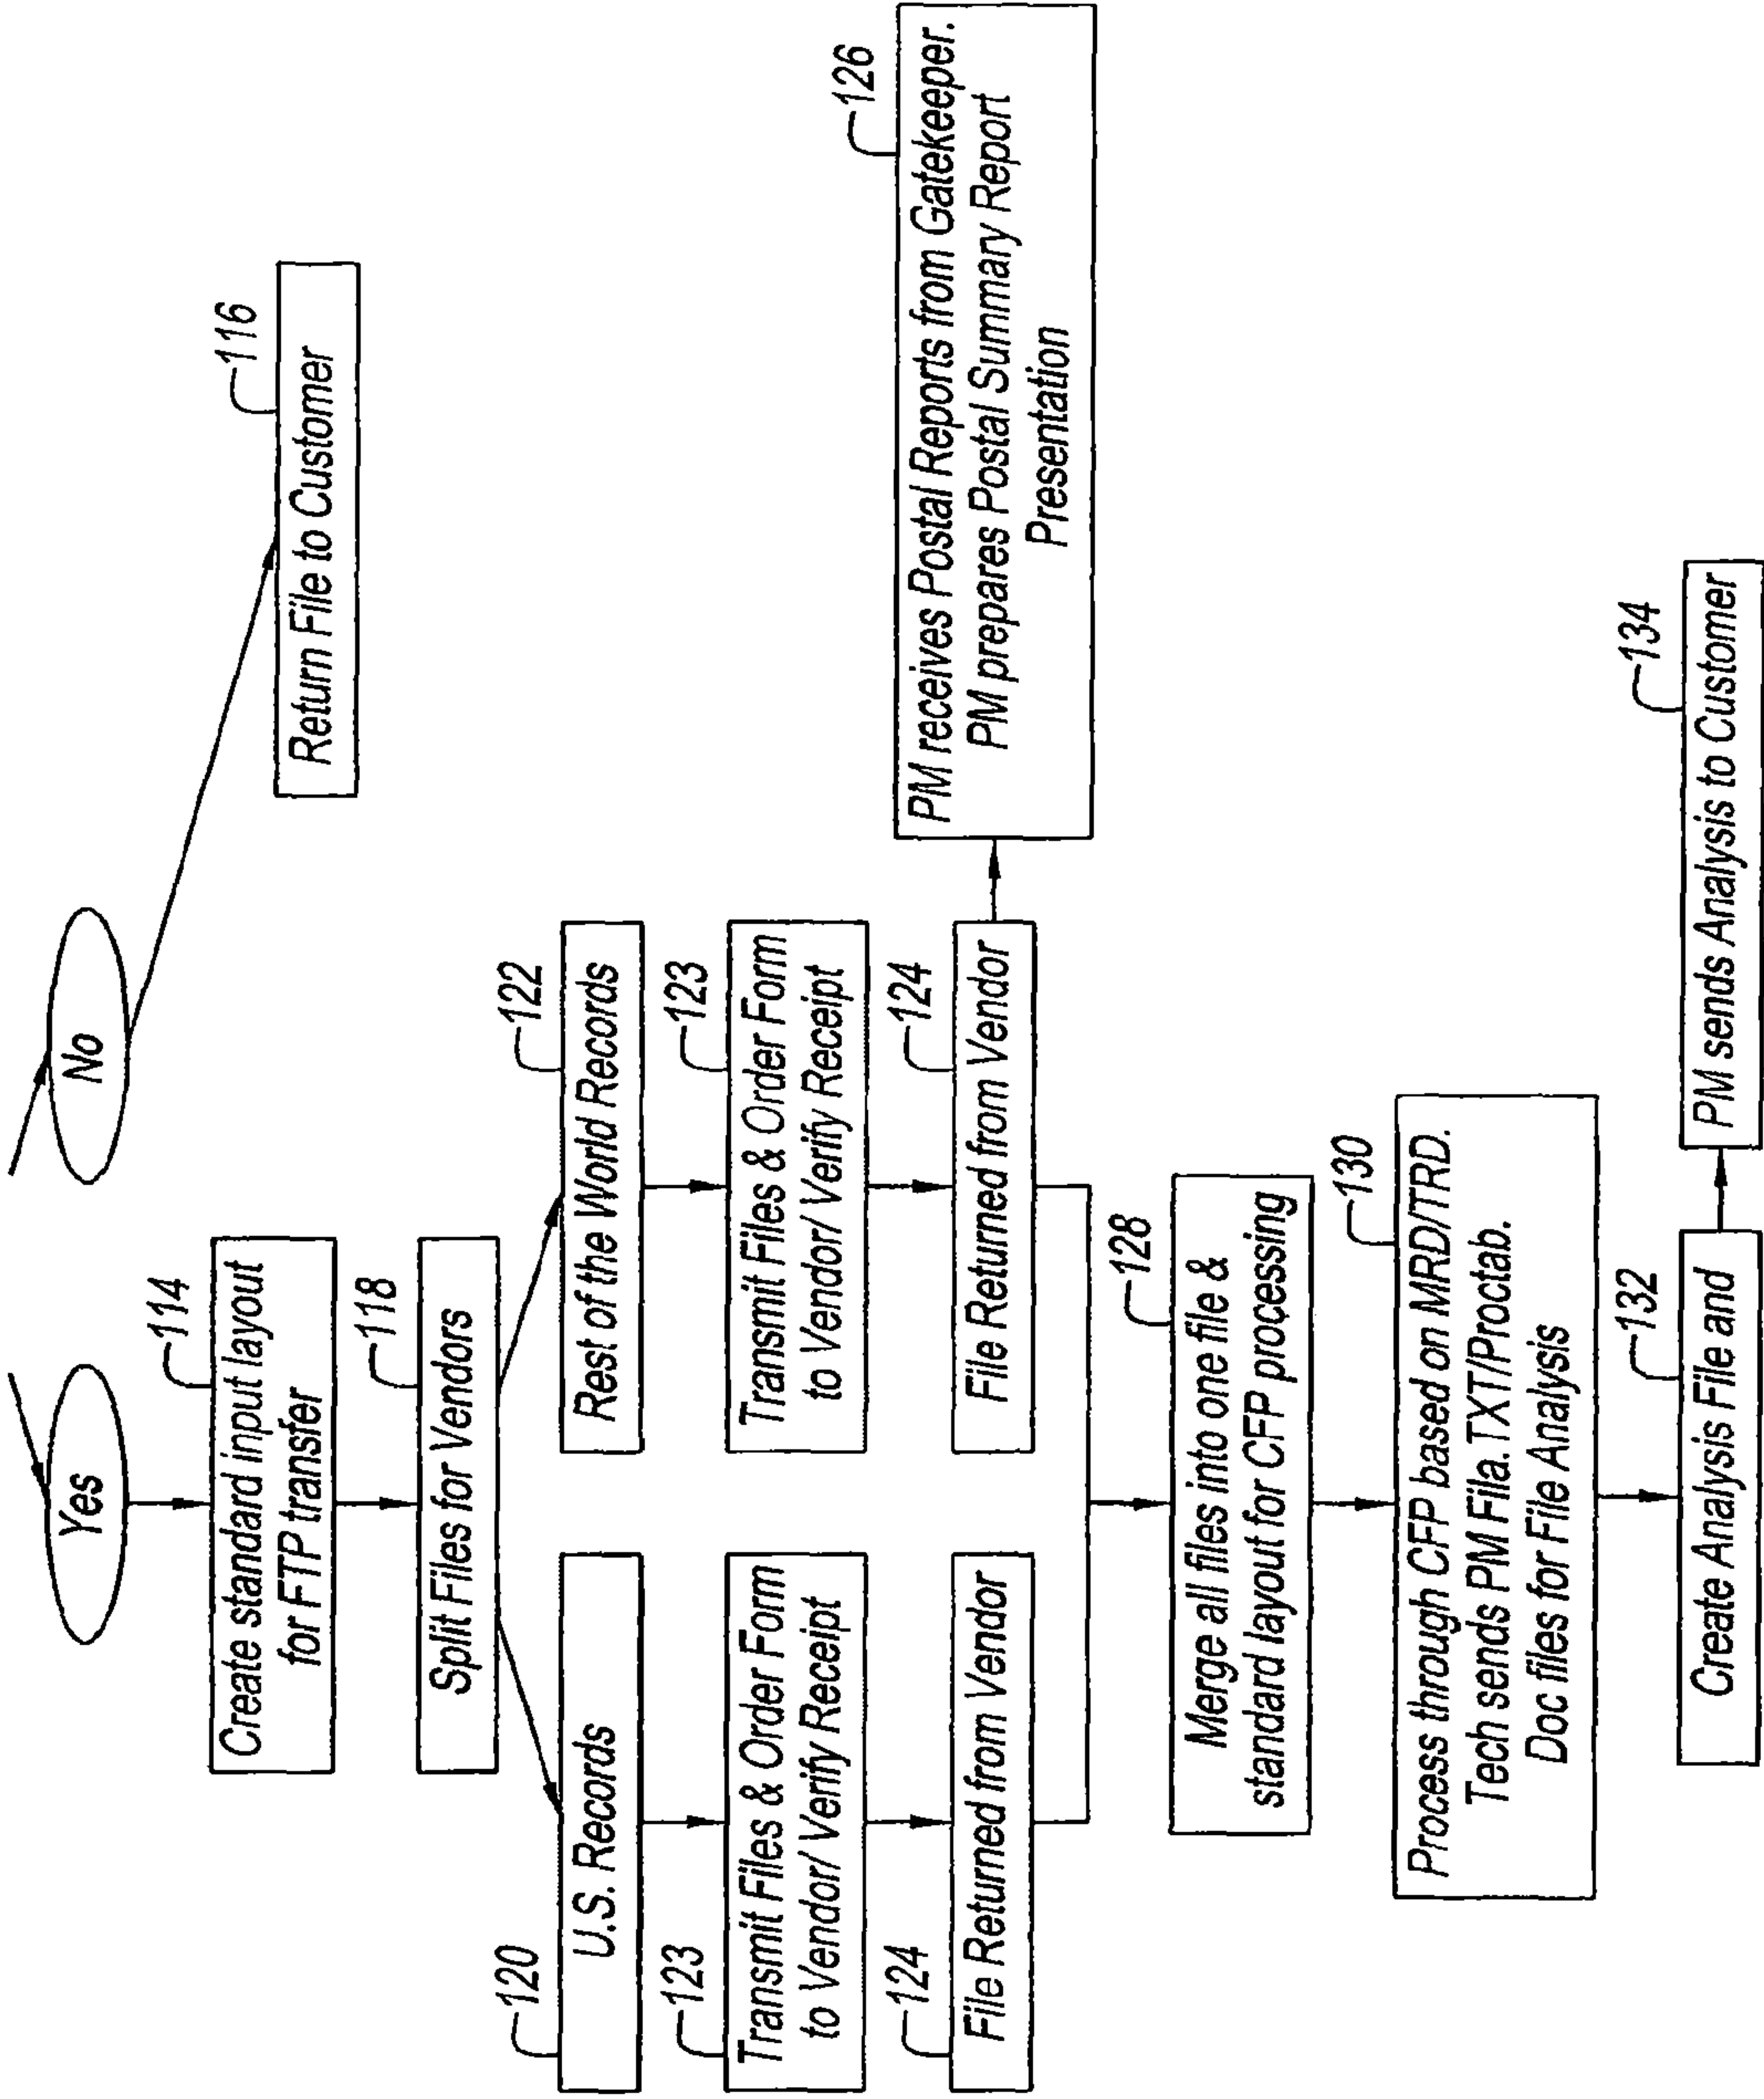 Yes
No
114
Create standard input layout
for FTP transfer
116
Return File to Customer
118
Split Files for Vendors
120
U.S. Records
122
Rest of the World Records
123
Transmit Files & Order Form
to Vendor/ Verify Receipt
123
Transmit Files & Order Form
to Vendor/ Verify Receipt
124
File Returned from Vendor
124
File Returned from Vendor
126
PM receives Postal Reports from Gatekeeper.
PM prepares Postal Summary Report
Presentation
128
Merge all files into one file &
standard layout for CFP processing
130
Process through CFP based on MRD/TRD.
Tech sends PM Fila.TXT/Proctab.
Doc files for File Analysis
132
Create Analysis File and
134
PM sends Analysis to Customer